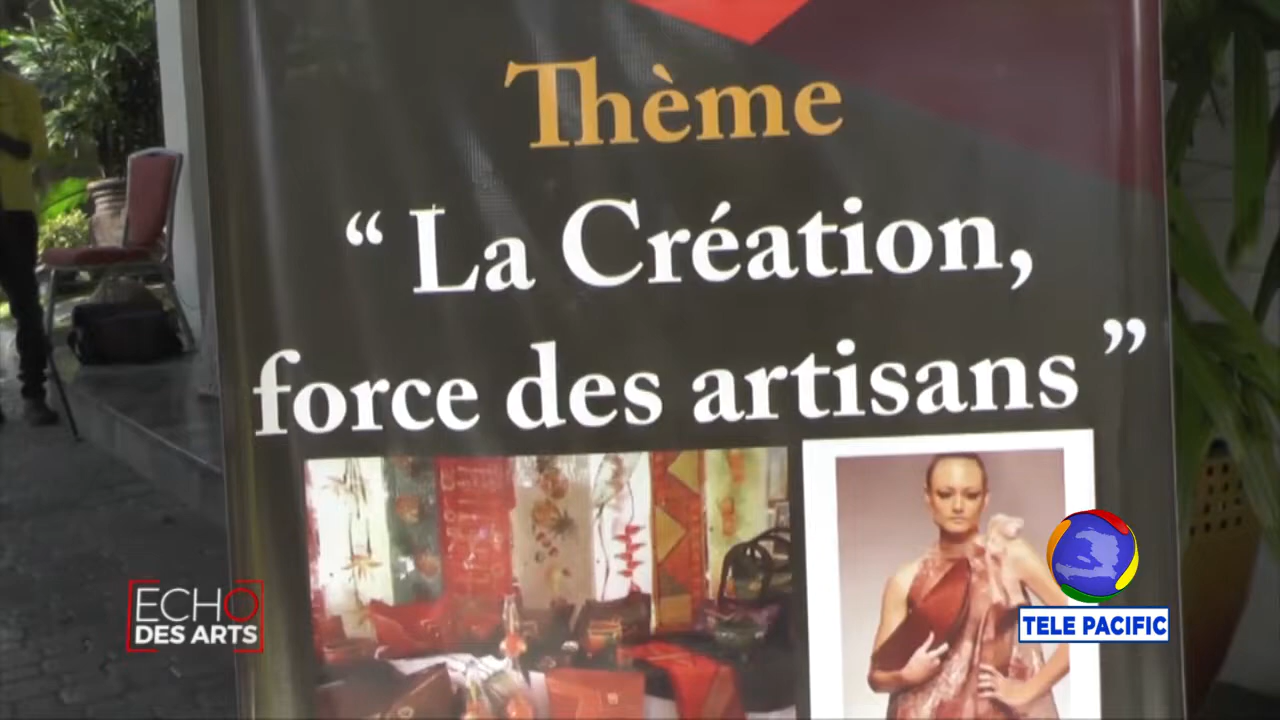 Thème
“ La Création,
force des artisans ”
ECHO
DES ARTS
TELE PACIFIC